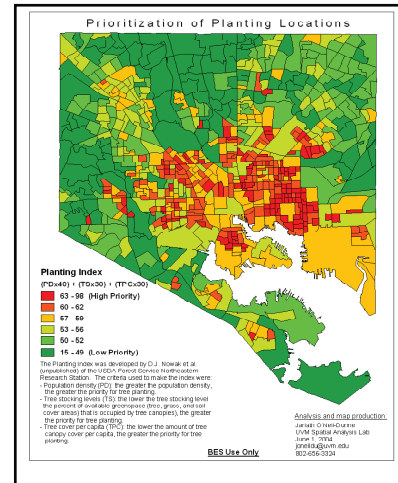 Prioritization of Planting Locations
Planting Index
(PDx40) + (TSx30) + (TPCx30)
63 - 98 (High Priority)
60 - 62
57 - 59
53 - 56
50 - 52
15 - 49 (Low Priority)
The Planting Index was developed by D.J. Nowak et al.
(unpublished) of the USDA Forest Service Northeastern
Research Station. The criteria used to make the index were:
- Population density (PD): the greater the population density,
the greater the priority for tree planting.
- Tree stocking levels (TS): the lower the tree stocking level
the percent of available greenspace (tree, grass, and soil
cover areas) that is occupied by tree canopies), the greater
the priority for tree planting.
- Tree cover per capita (TPC): the lower the amount of tree
canopy cover per capita, the greater the priority for tree
planting.
BES Use Only
Analysis and map production:
Jarlath O'Neil-Dunne
UVM Spatial Analysis Lab
June 1, 2004
joneildu@uvm.edu
802-656-3324